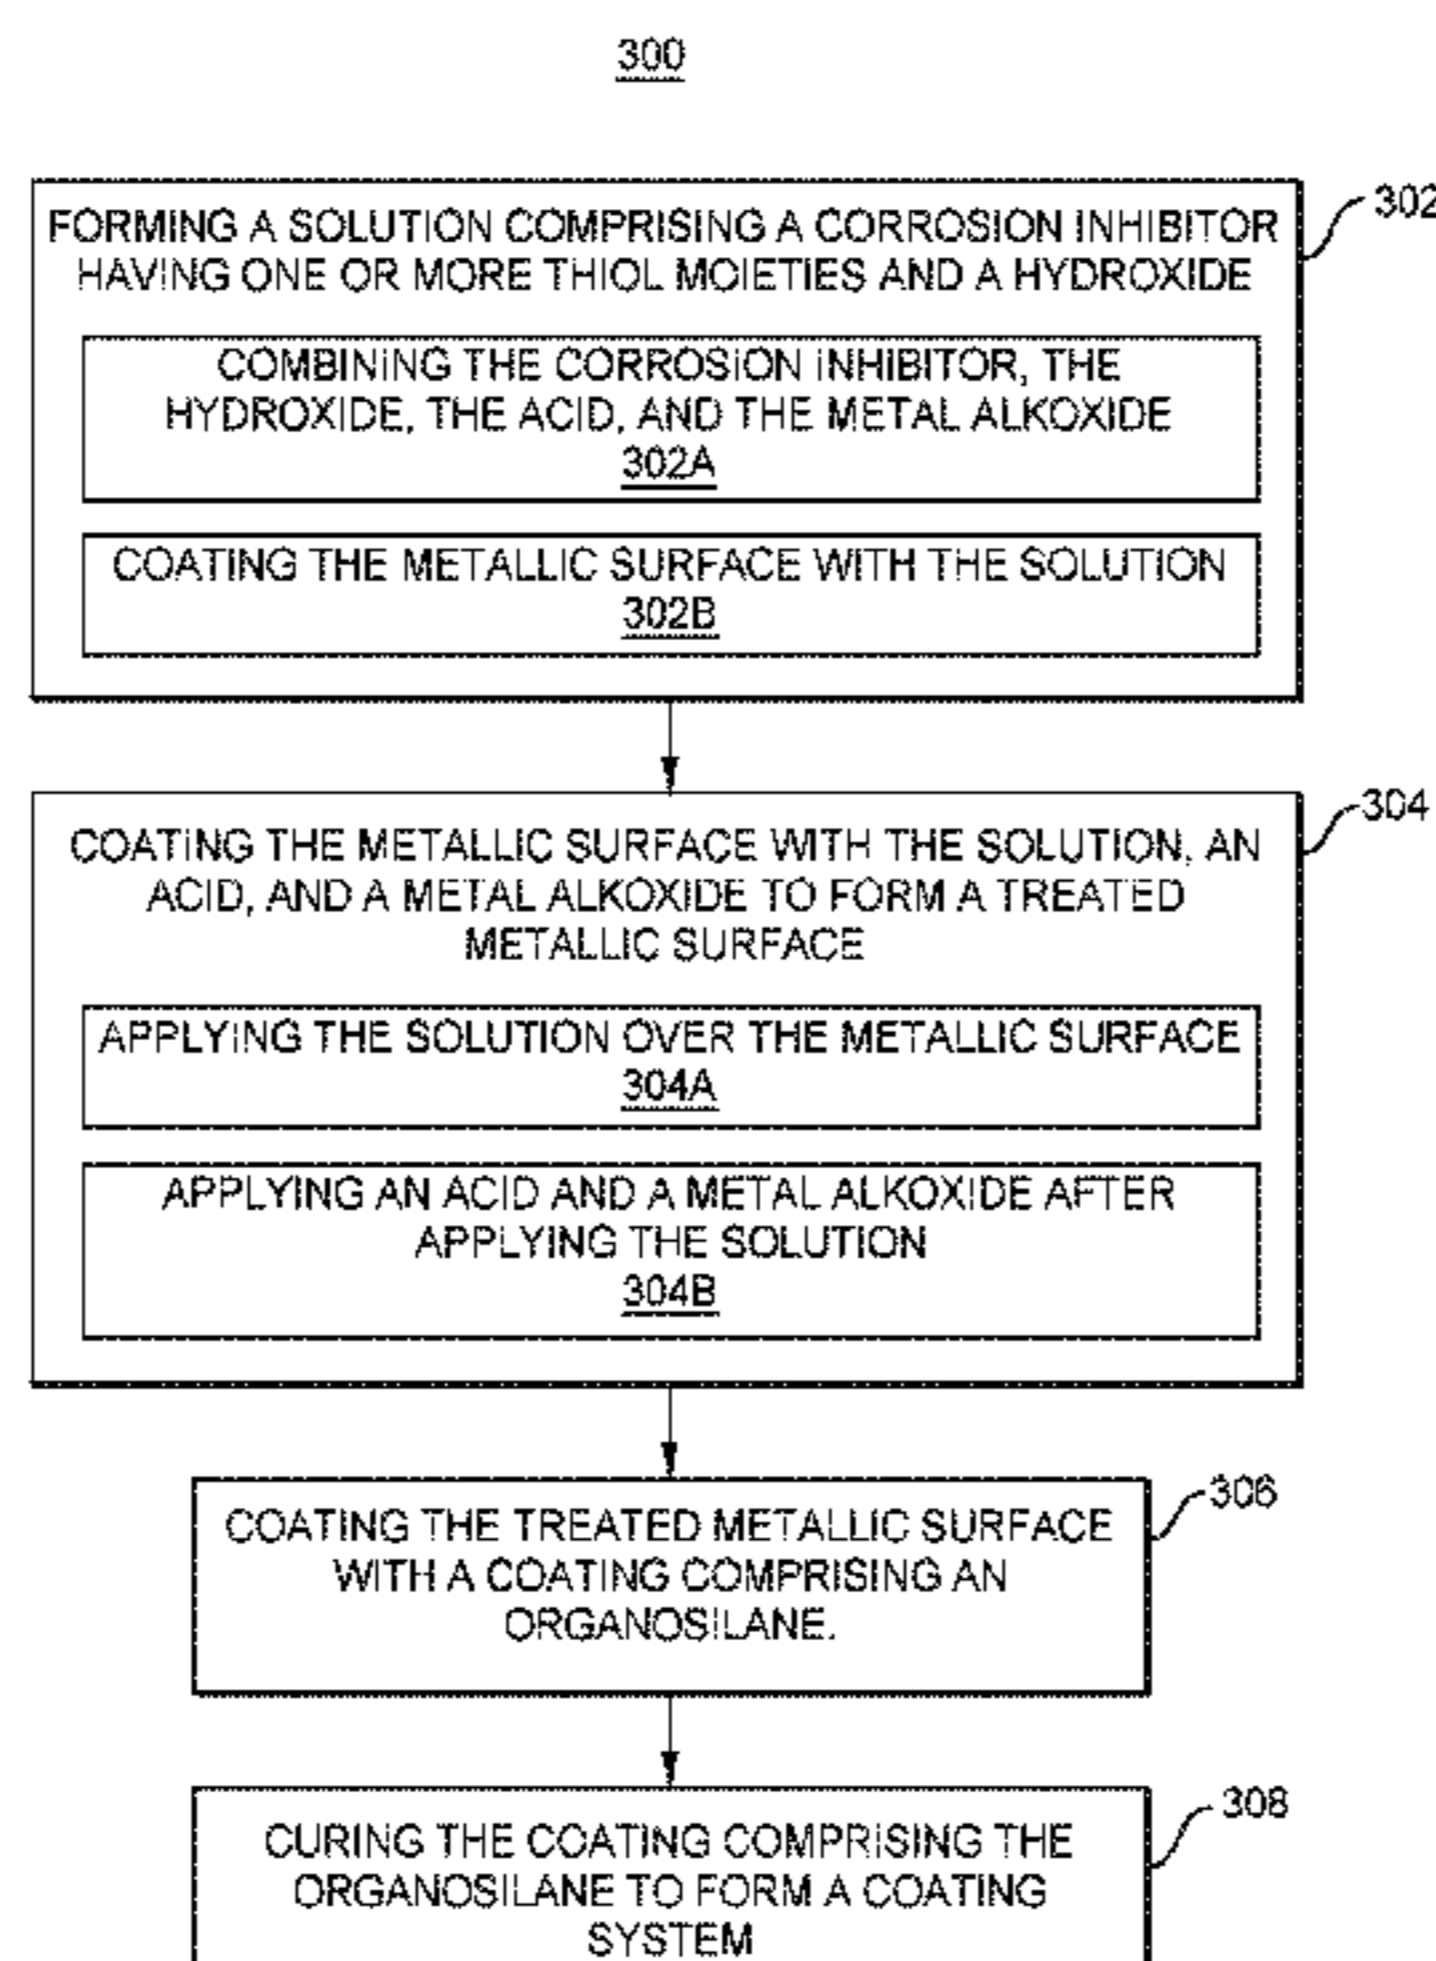 300
302
FORMING A SOLUTION COMPRISING A CORROSION INHIBITOR
HAVING ONE OR MORE THIOL MOIETIES AND A HYDROXIDE
COMBINING THE CORROSION INHIBITOR, THE
HYDROXIDE, THE ACID, AND THE METAL ALKOXIDE
302A
COATING THE METALLIC SURFACE WITH THE SOLUTION
302B
304
COATING THE METALLIC SURFACE WITH THE SOLUTION, AN
ACID, AND A METAL ALKOXIDE TO FORM A TREATED
METALLIC SURFACE
APPLYING THE SOLUTION OVER THE METALLIC SURFACE
304A
APPLYING AN ACID AND A METAL ALKOXIDE AFTER
APPLYING THE SOLUTION
304B
306
COATING THE TREATED METALLIC SURFACE
WITH A COATING COMPRISING AN
ORGANOSILANE.
308
CURING THE COATING COMPRISING THE
ORGANOSILANE TO FORM A COATING
SYSTEM